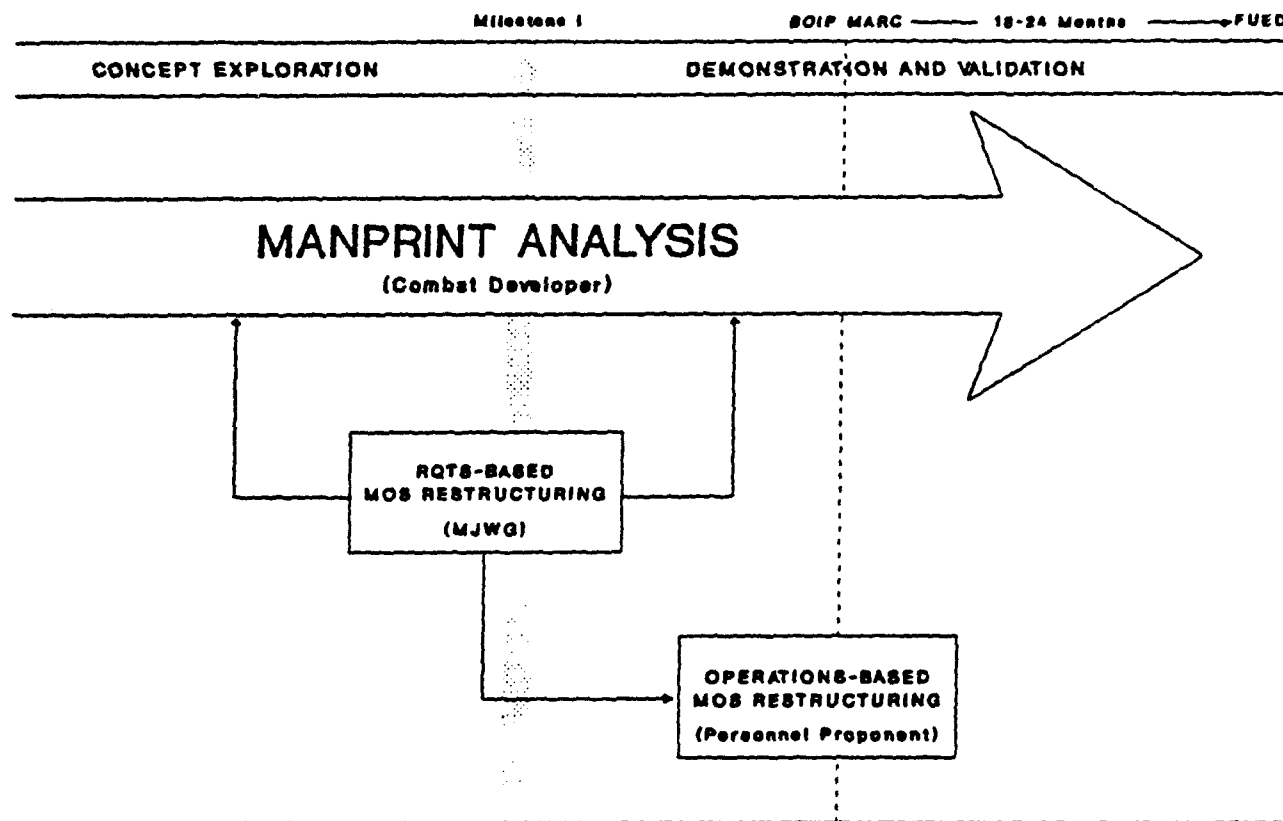 Milestone I BOIP MARC 18-24 Months FUED
CONCEPT EXPLORATION DEMONSTRATION AND VALIDATION
MANPRINT ANALYSIS
(Combat Developer)
RQTS-BASED
MOS RESTRUCTURING
(MJWG)
OPERATIONS-BASED
MOS RESTRUCTURING
(Personnel Proponent)